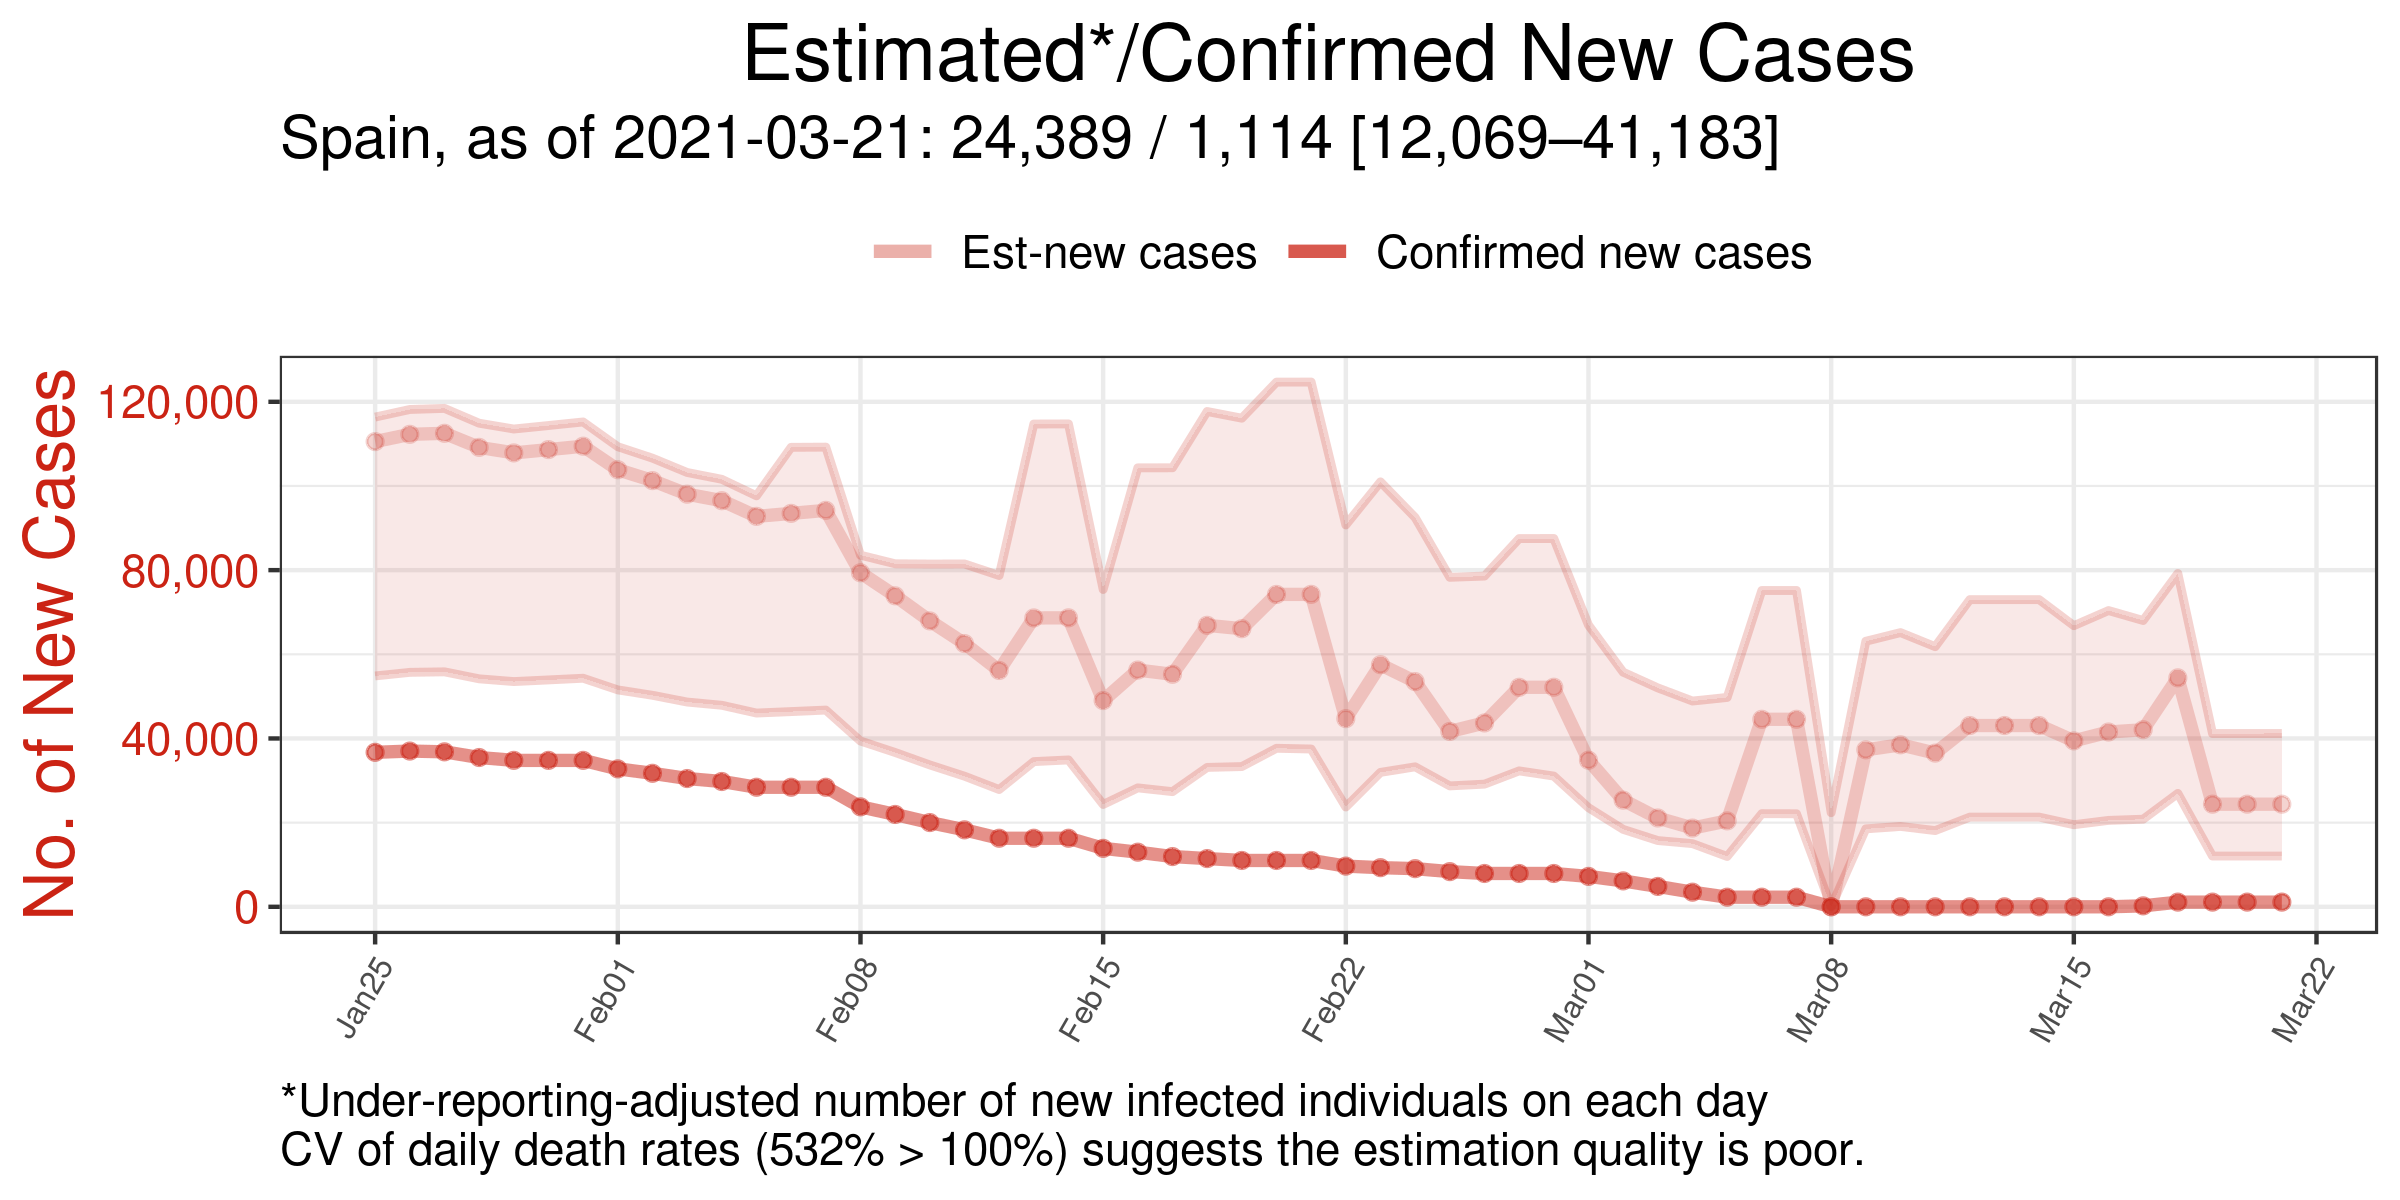 Estimated*/Confirmed New Cases
Spain, as of 2021-03-21: 24,389 / 1,114 [12,069–41,183]
Est-new cases
Confirmed new cases
No. of New Cases
120,000
80,000
40,000
0
Jan25
Feb01
Feb08
Feb15
Feb22
Mar01
Mar08
Mar15
Mar22
*Under-reporting-adjusted number of new infected individuals on each day
CV of daily death rates (532% > 100%) suggests the estimation quality is poor.